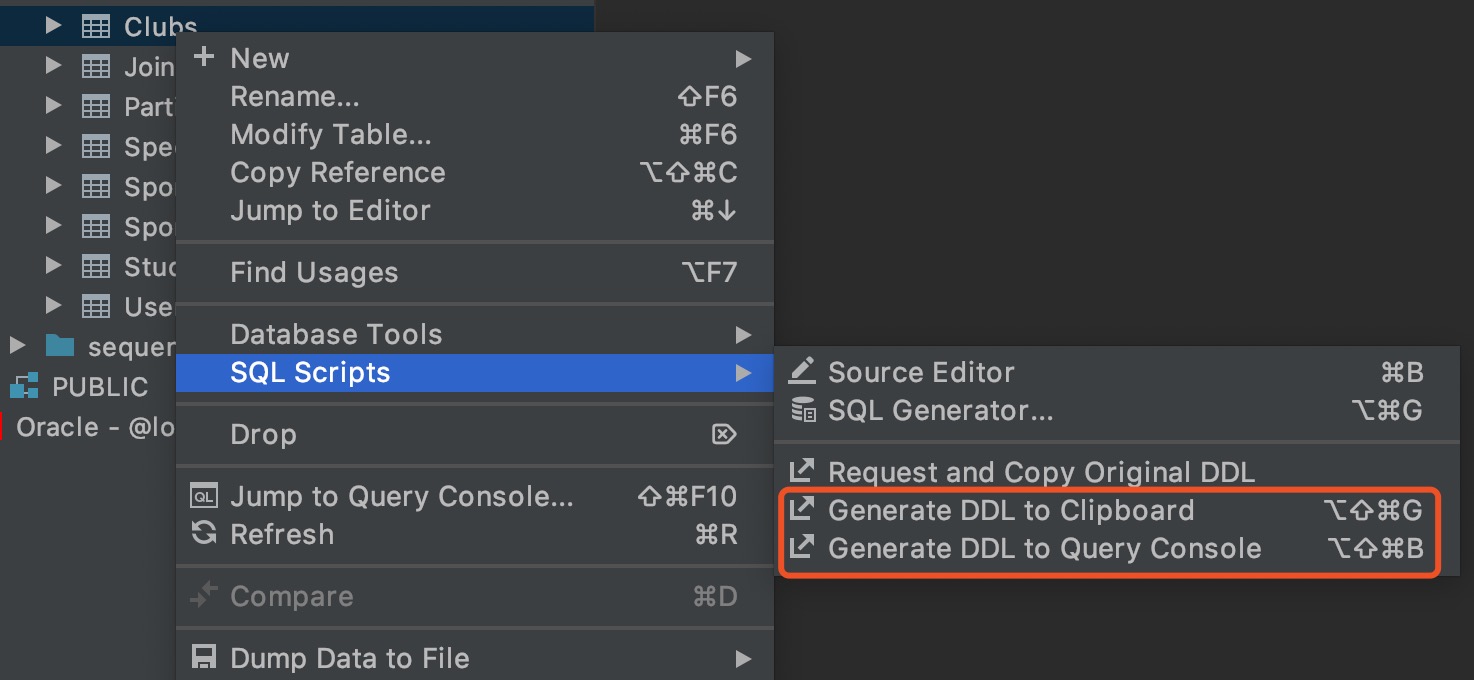 Clubs
Join
Part
Spe
Spo
Spo
Stud
Use
sequen
PUBLIC
Oracle - @lo
New
Rename... ⇧F6
Modify Table... ⌘F6
Copy Reference ⌥⇧⌘C
Jump to Editor ⌘↓
Find Usages ⌥F7
Database Tools
SQL Scripts
Drop ⌦
QL Jump to Query Console... ⇧⌘F10
Refresh ⌘R
Compare ⌘D
Dump Data to File
Source Editor ⌘B
SQL Generator... ⌥⌘G
Request and Copy Original DDL
Generate DDL to Clipboard ⌥⇧⌘G
Generate DDL to Query Console ⌥⇧⌘B